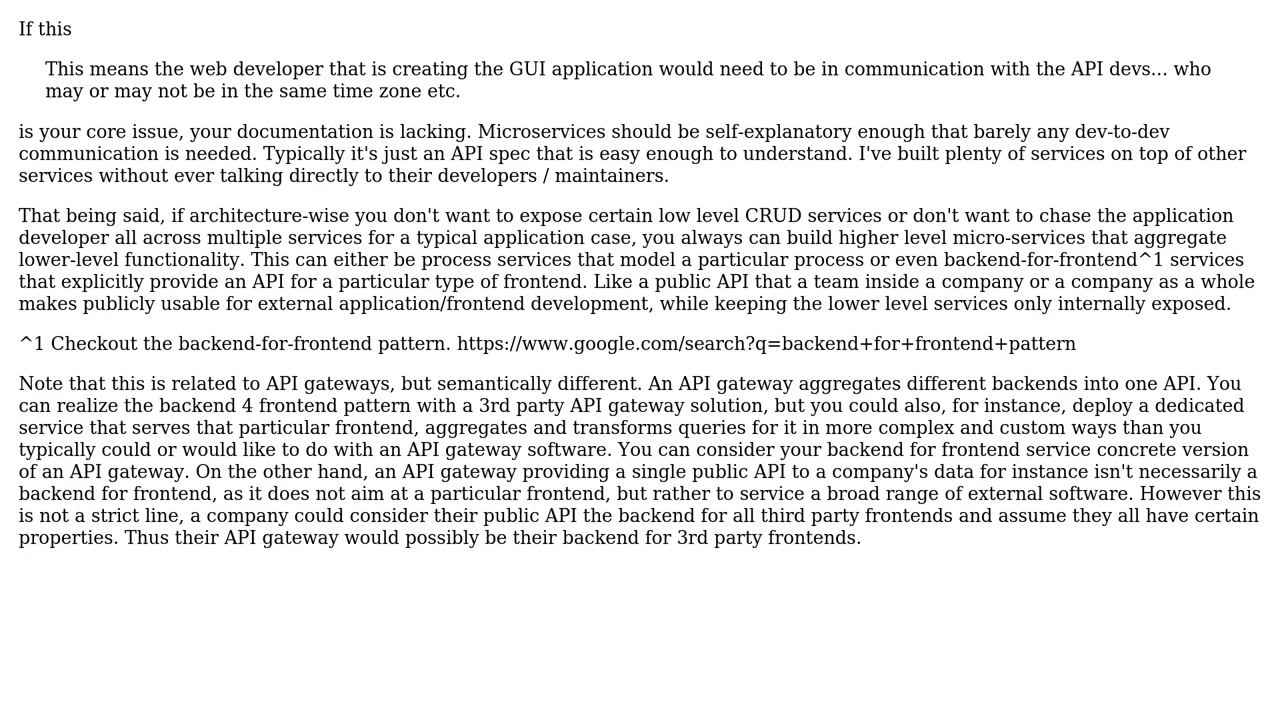 If this
This means the web developer that is creating the GUI application would need to be in communication with the API devs... who
may or may not be in the same time zone etc.
is your core issue, your documentation is lacking. Microservices should be self-explanatory enough that barely any dev-to-dev
communication is needed. Typically it's just an API spec that is easy enough to understand. I've built plenty of services on top of other
services without ever talking directly to their developers / maintainers.
That being said, if architecture-wise you don't want to expose certain low level CRUD services or don't want to chase the application
developer all across multiple services for a typical application case, you always can build higher level micro-services that aggregate
lower-level functionality. This can either be process services that model a particular process or even backend-for-frontend^1 services
that explicitly provide an API for a particular type of frontend. Like a public API that a team inside a company or a company as a whole
makes publicly usable for external application/frontend development, while keeping the lower level services only internally exposed.
^1 Checkout the backend-for-frontend pattern. https://www.google.com/search?q=backend+for+frontend+pattern
Note that this is related to API gateways, but semantically different. An API gateway aggregates different backends into one API. You
can realize the backend 4 frontend pattern with a 3rd party API gateway solution, but you could also, for instance, deploy a dedicated
service that serves that particular frontend, aggregates and transforms queries for it in more complex and custom ways than you
typically could or would like to do with an API gateway software. You can consider your backend for frontend service concrete version
of an API gateway. On the other hand, an API gateway providing a single public API to a company's data for instance isn't necessarily a
backend for frontend, as it does not aim at a particular frontend, but rather to service a broad range of external software. However this
is not a strict line, a company could consider their public API the backend for all third party frontends and assume they all have certain
properties. Thus their API gateway would possibly be their backend for 3rd party frontends.